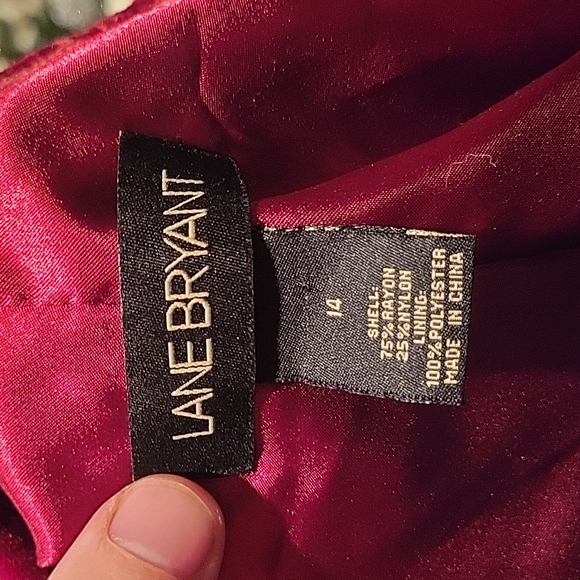 LANE BRYANT
14
SHELL:
75% RAYON
25% NYLON
LINING:
100% POLYESTER
MADE IN CHINA